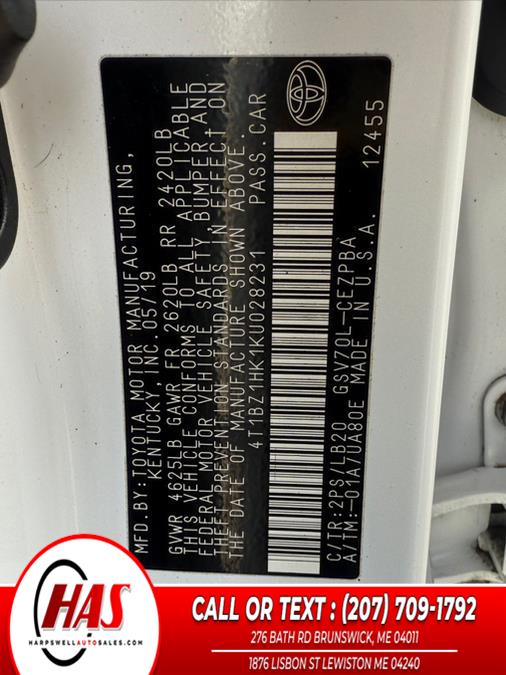 MFD.BY:TOYOTA MOTOR MANUFACTURING,
KENTUCKY, INC.05/19
GVWR 4625LB GAWR FR 2620LB RR 2420LB
THIS VEHICLE CONFORMS TO ALL APPLICABLE
FEDERAL MOTOR VEHICLE SAFETY, BUMPER, AND
THEFT PREVENTION STANDARDS IN EFFECT ON
THE DATE OF MANUFACTURE SHOWN ABOVE.
4T1BZ1HK1KU028231 PASS.CAR
C/TR:2PS/LB20 GSV70L-CEZPBA
A/TM:-01A/UA80E MADE IN U.S.A. 12455
HAS
HARPSWELLAUTOSALES.COM
CALL OR TEXT : (207) 709-1792
276 BATH RD BRUNSWICK, ME 04011
1876 LISBON ST LEWISTON ME 04240